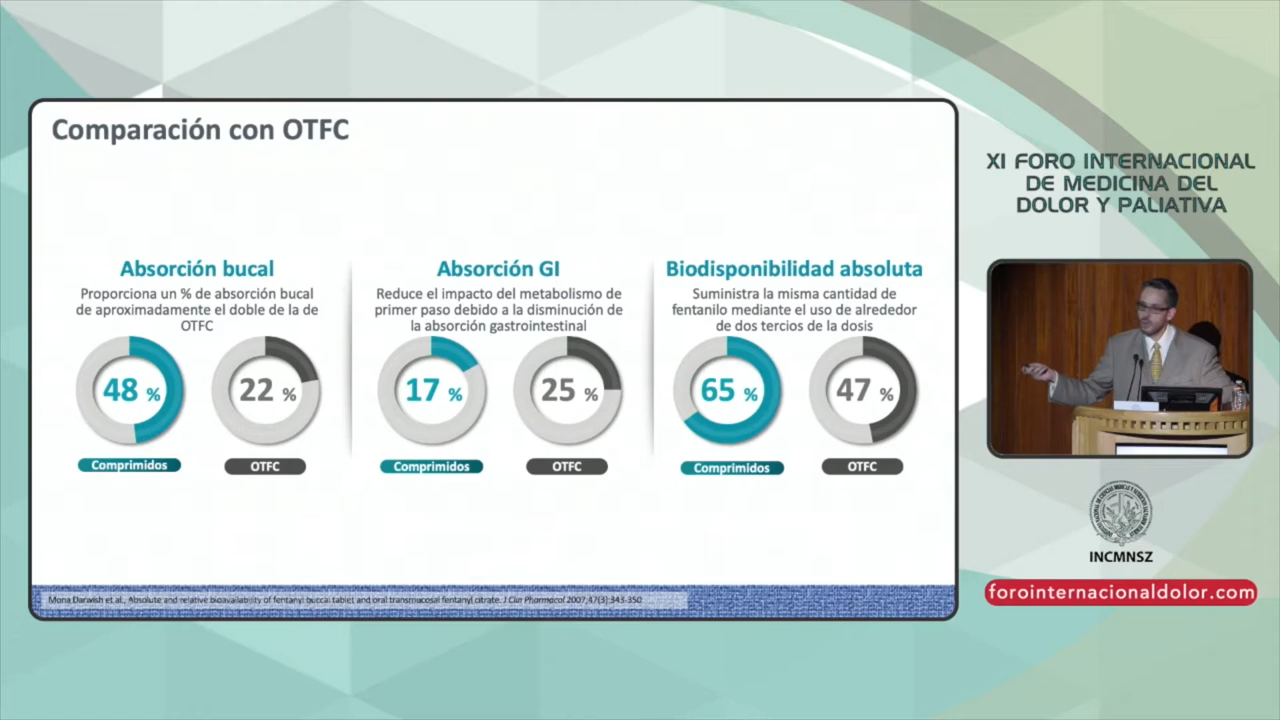 Comparación con OTFC
Absorción bucal
Proporciona un % de absorción bucal
de aproximadamente el doble de la de
OTFC
48 %
22 %
Comprimidos
OTFC
Absorción GI
Reduce el impacto del metabolismo de
primer paso debido a la disminución de
la absorción gastrointestinal
17 %
25 %
Comprimidos
OTFC
Biodisponibilidad absoluta
Suministra la misma cantidad de
fentanilo mediante el uso de alrededor
de dos tercios de la dosis
65 %
47 %
Comprimidos
OTFC
Mona Darwish et al., Absolute and relative bioavailability of fentanyl buccal tablet and oral transmucosal fentanyl citrate. J Clin Pharmacol 2007;47(3):343-350
XI FORO INTERNACIONAL
DE MEDICINA DEL
DOLOR Y PALIATIVA
INCMNSZ
forointernacionaldolor.com